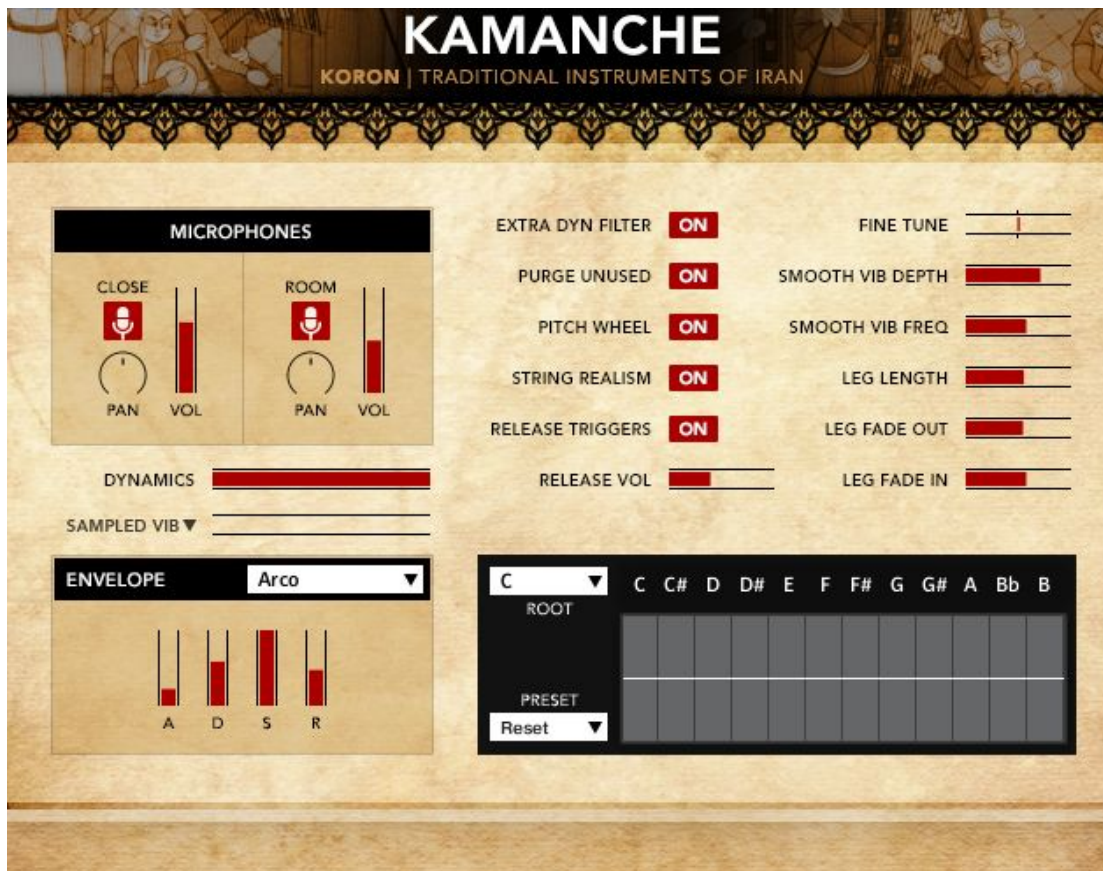 KAMANCHE
KORON | TRADITIONAL INSTRUMENTS OF IRAN
MICROPHONES
CLOSE
ROOM
PAN VOL
PAN VOL
DYNAMICS
SAMPLED VIB▼
ENVELOPE Arco ▼
A D S R
EXTRA DYN FILTER ON
PURGE UNUSED ON
PITCH WHEEL ON
STRING REALISM ON
RELEASE TRIGGERS ON
RELEASE VOL
FINE TUNE
SMOOTH VIB DEPTH
SMOOTH VIB FREQ
LEG LENGTH
LEG FADE OUT
LEG FADE IN
C ▼ C C# D D# E F F# G G# A Bb B
ROOT
PRESET
Reset ▼